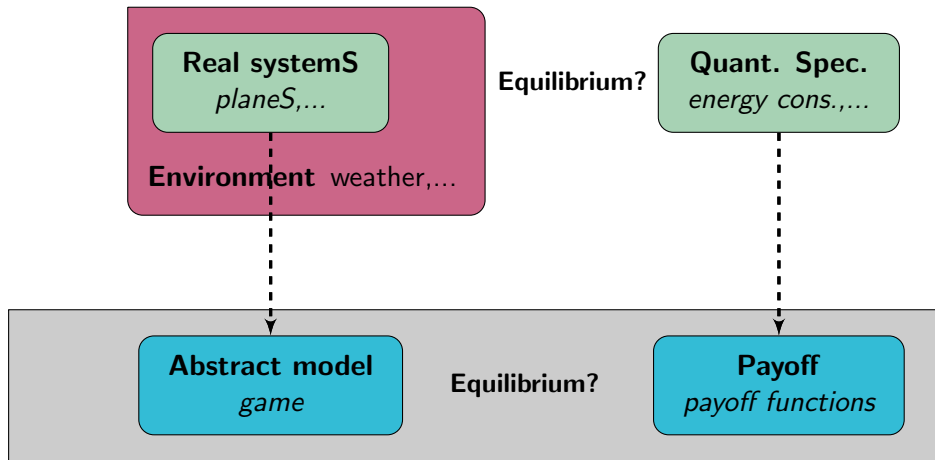 Real systemS
planeS,...
Equilibrium?
Quant. Spec.
energy cons.,...
Environment weather,...
Abstract model
game
Equilibrium?
Payoff
payoff functions